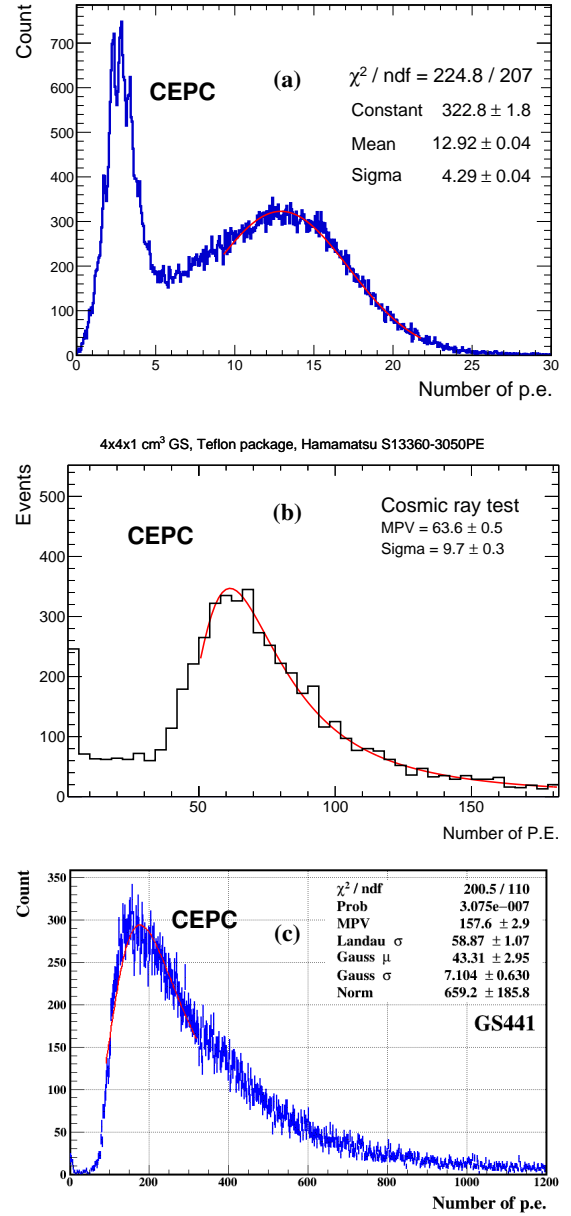 Count
(a)
CEPC
χ² / ndf = 224.8 / 207
Constant 322.8 ± 1.8
Mean 12.92 ± 0.04
Sigma 4.29 ± 0.04
700
600
500
400
300
200
100
0
0 5 10 15 20 25 30
Number of p.e.
4x4x1 cm³ GS, Teflon package, Hamamatsu S13360-3050PE
Events
(b)
CEPC
Cosmic ray test
MPV = 63.6 ± 0.5
Sigma = 9.7 ± 0.3
500
400
300
200
100
0
50 100 150
Number of P.E.
Count
CEPC
(c)
χ² / ndf 200.5 / 110
Prob 3.075e−007
MPV 157.6 ± 2.9
Landau σ 58.87 ± 1.07
Gauss μ 43.31 ± 2.95
Gauss σ 7.104 ± 0.630
Norm 659.2 ± 185.8
GS441
350
300
250
200
150
100
50
0
0 200 400 600 800 1000 1200
Number of p.e.